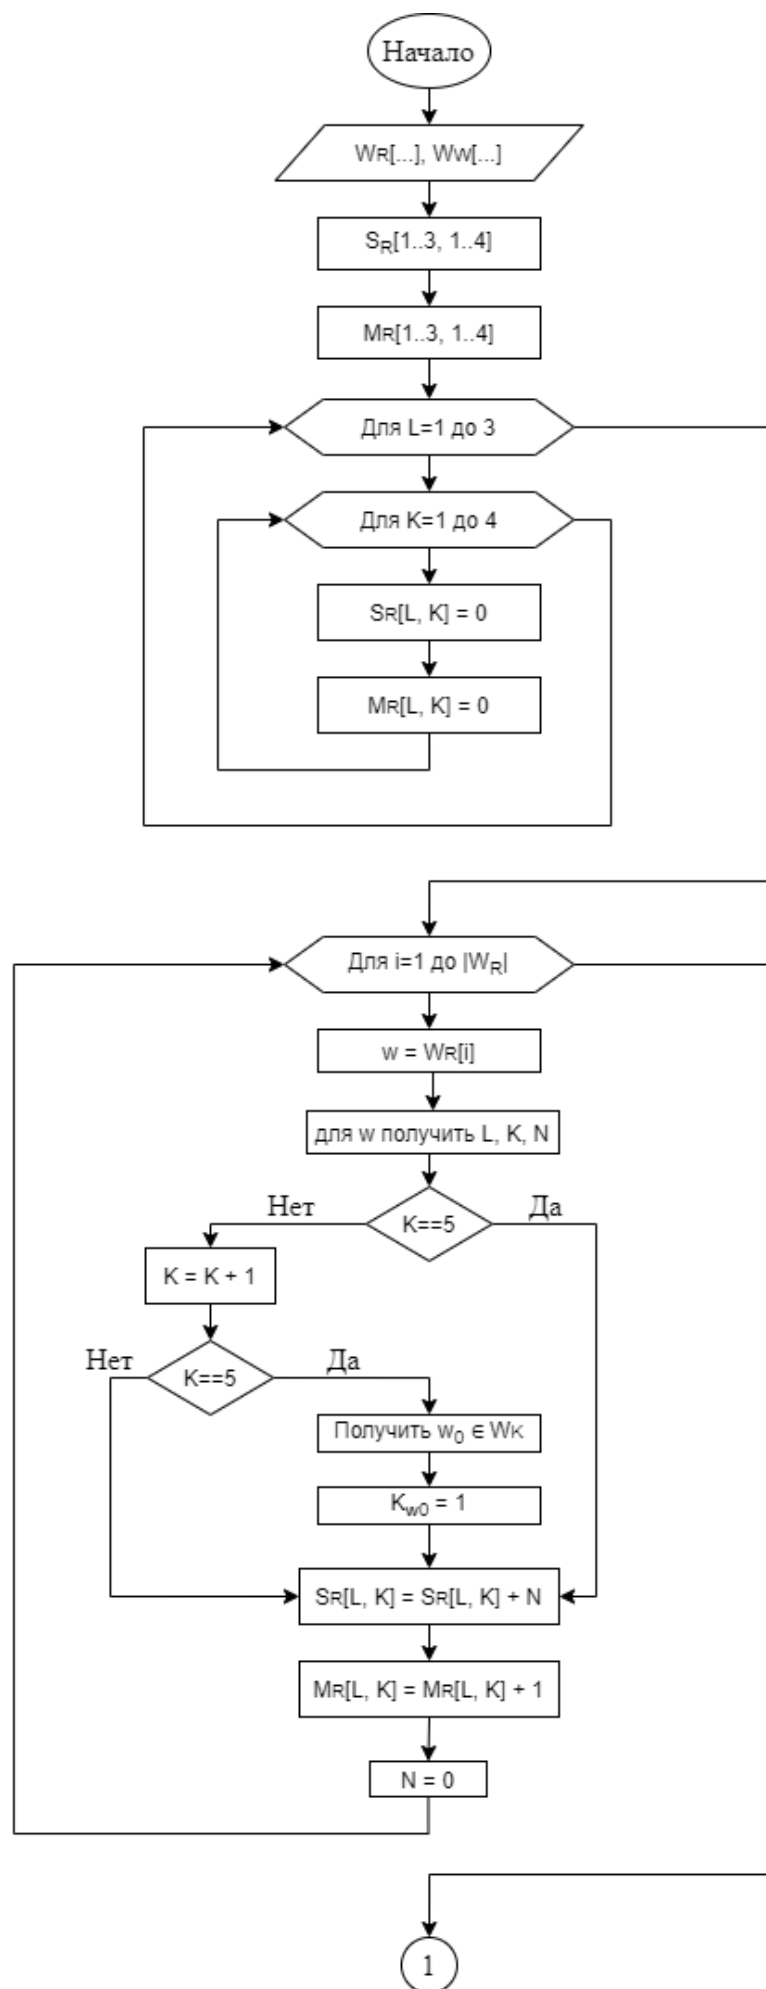 Начало
WR[...], Ww[...]
SR[1..3, 1..4]
MR[1..3, 1..4]
Для L=1 до 3
Для K=1 до 4
SR[L, K] = 0
MR[L, K] = 0
Для i=1 до |WR|
w = WR[i]
для w получить L, K, N
Нет
K==5
Да
K = K + 1
Нет
K==5
Да
Получить w0 ∈ WK
Kw0 = 1
SR[L, K] = SR[L, K] + N
MR[L, K] = MR[L, K] + 1
N = 0
1